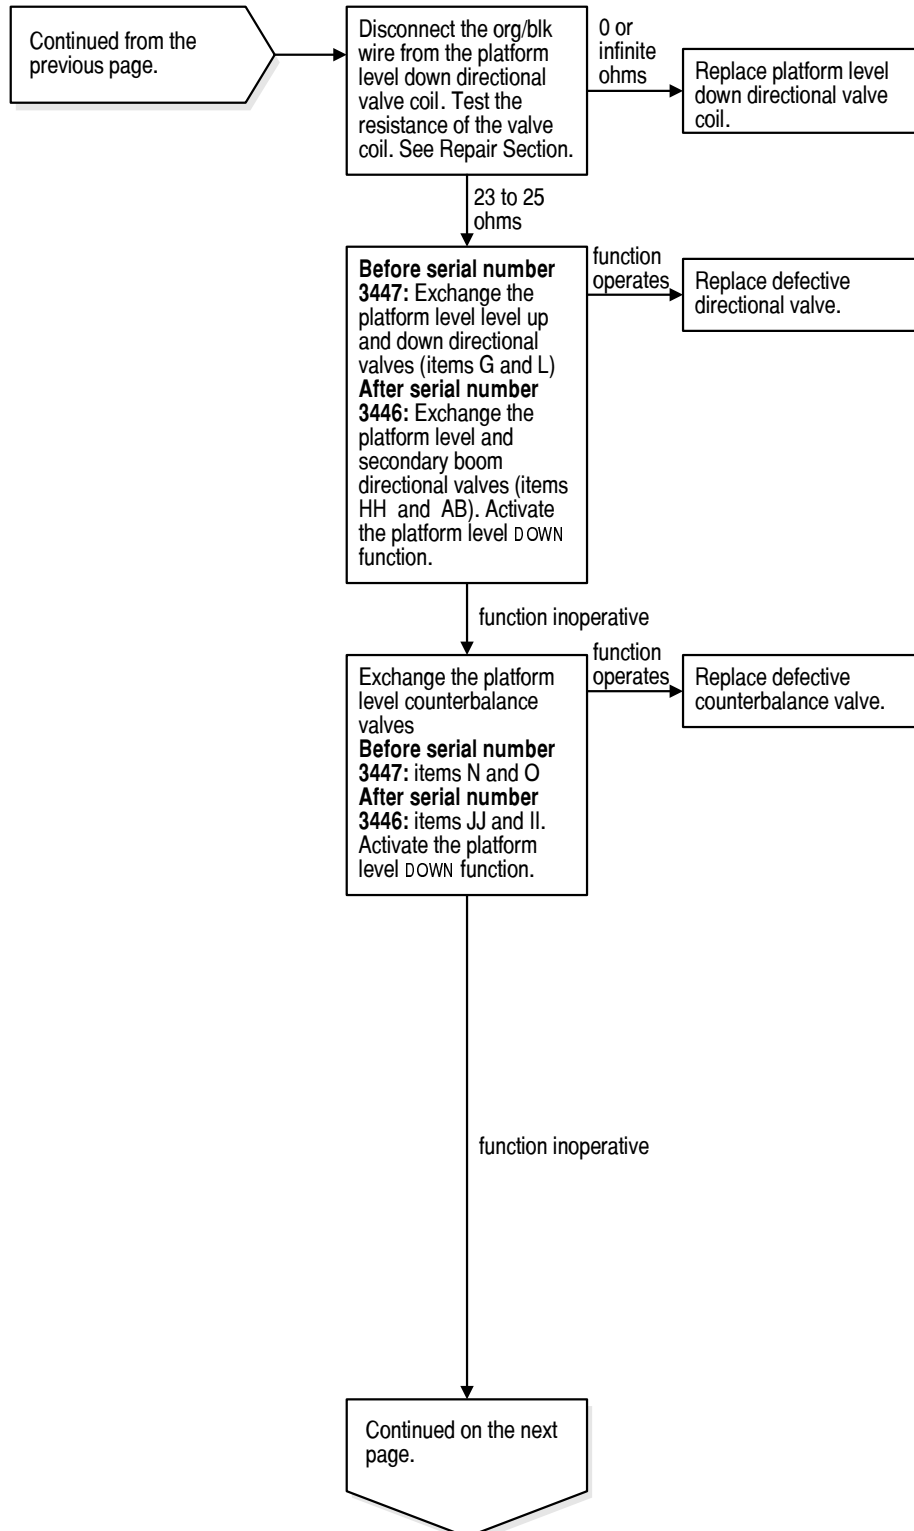 Continued from the
previous page.
Disconnect the org/blk
wire from the platform
level down directional
valve coil. Test the
resistance of the valve
coil. See Repair Section.
0 or
infinite
ohms
Replace platform level
down directional valve
coil.
23 to 25
ohms
Before serial number
3447: Exchange the
platform level level up
and down directional
valves (items G and L)
After serial number
3446: Exchange the
platform level and
secondary boom
directional valves (items
HH and AB). Activate
the platform level DOWN
function.
function
operates
Replace defective
directional valve.
function inoperative
Exchange the platform
level counterbalance
valves
Before serial number
3447: items N and O
After serial number
3446: items JJ and II.
Activate the platform
level DOWN function.
function
operates
Replace defective
counterbalance valve.
function inoperative
Continued on the next
page.